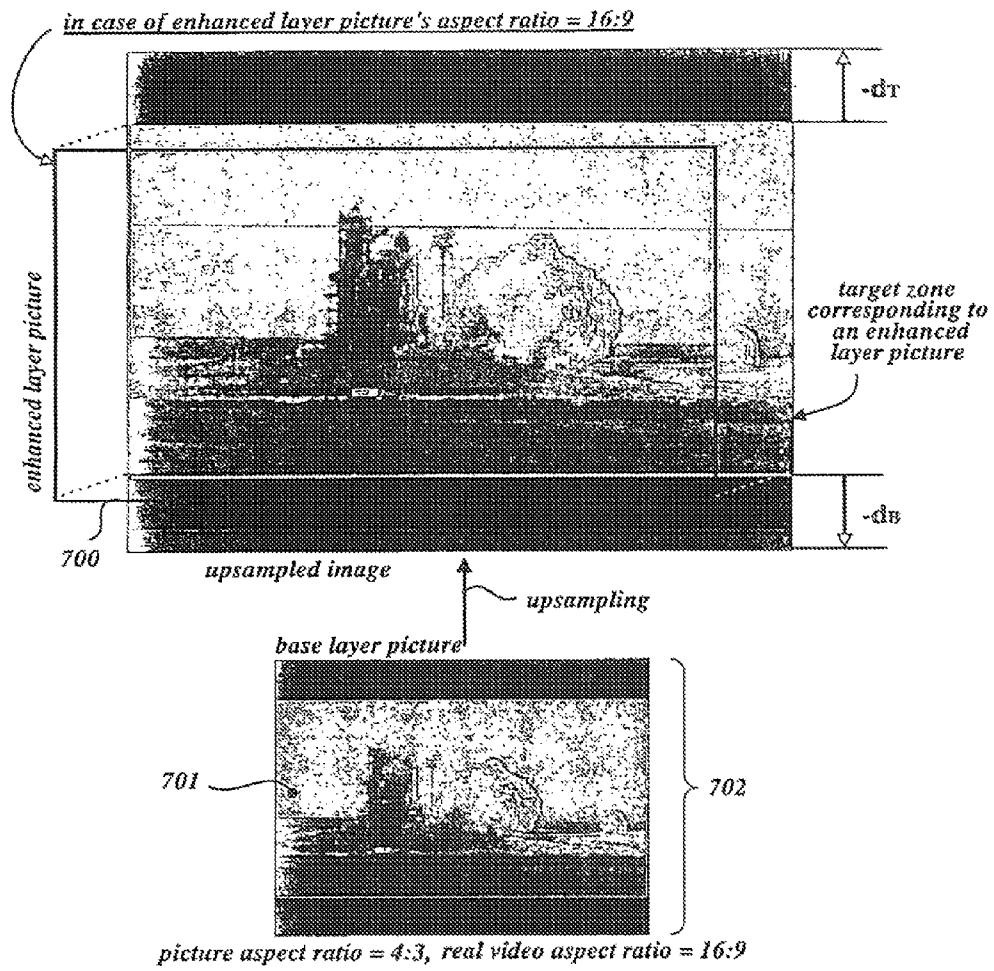 in case of enhanced layer picture's aspect ratio = 16:9
-dT
enhanced layer picture
target zone
corresponding to
an enhanced
layer picture
-dB
700
upsampled image
upsampling
base layer picture
701
702
picture aspect ratio = 4:3, real video aspect ratio = 16:9